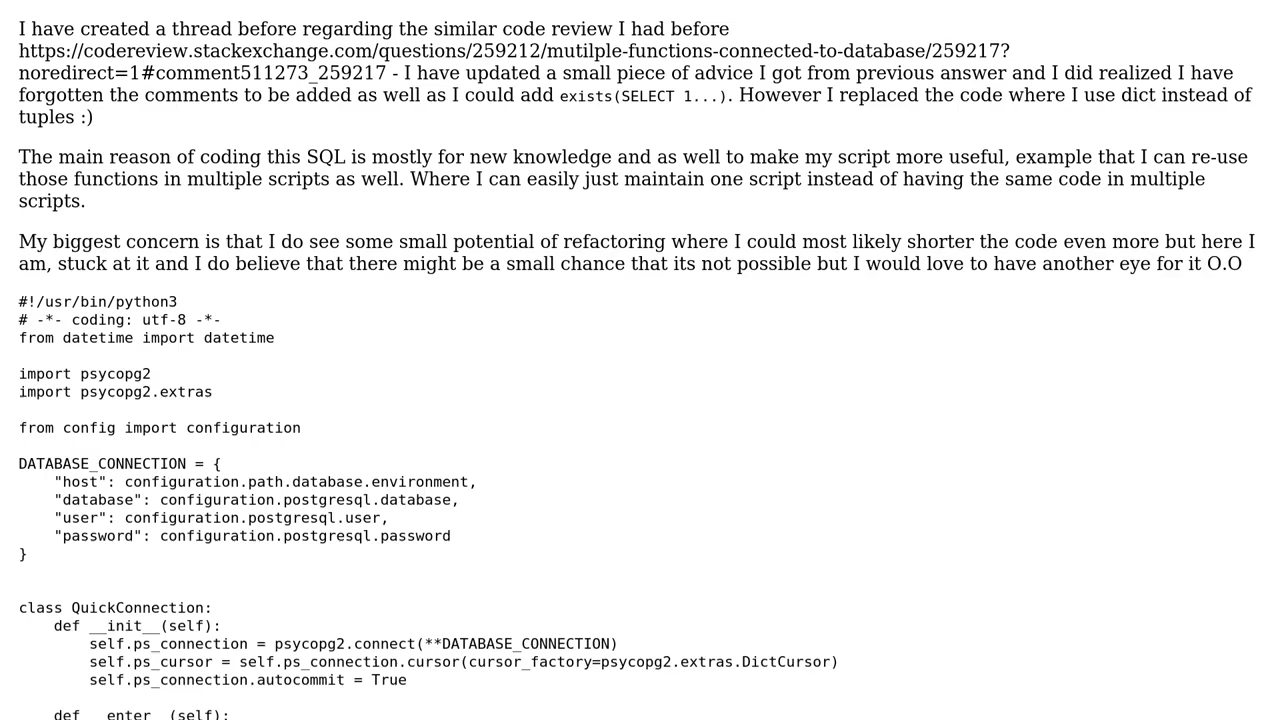 I have created a thread before regarding the similar code review I had before
https://codereview.stackexchange.com/questions/259212/mutilple-functions-connected-to-database/259217?
noredirect=1#comment511273_259217 - I have updated a small piece of advice I got from previous answer and I did realized I have
forgotten the comments to be added as well as I could add exists(SELECT 1...). However I replaced the code where I use dict instead of
tuples :)
The main reason of coding this SQL is mostly for new knowledge and as well to make my script more useful, example that I can re-use
those functions in multiple scripts as well. Where I can easily just maintain one script instead of having the same code in multiple
scripts.
My biggest concern is that I do see some small potential of refactoring where I could most likely shorter the code even more but here I
am, stuck at it and I do believe that there might be a small chance that its not possible but I would love to have another eye for it O.O
#!/usr/bin/python3
# -*- coding: utf-8 -*-
from datetime import datetime
import psycopg2
import psycopg2.extras
from config import configuration
DATABASE_CONNECTION = {
    "host": configuration.path.database.environment,
    "database": configuration.postgresql.database,
    "user": configuration.postgresql.user,
    "password": configuration.postgresql.password
}
class QuickConnection:
    def __init__(self):
        self.ps_connection = psycopg2.connect(**DATABASE_CONNECTION)
        self.ps_cursor = self.ps_connection.cursor(cursor_factory=psycopg2.extras.DictCursor)
        self.ps_connection.autocommit = True
    def __enter__(self):